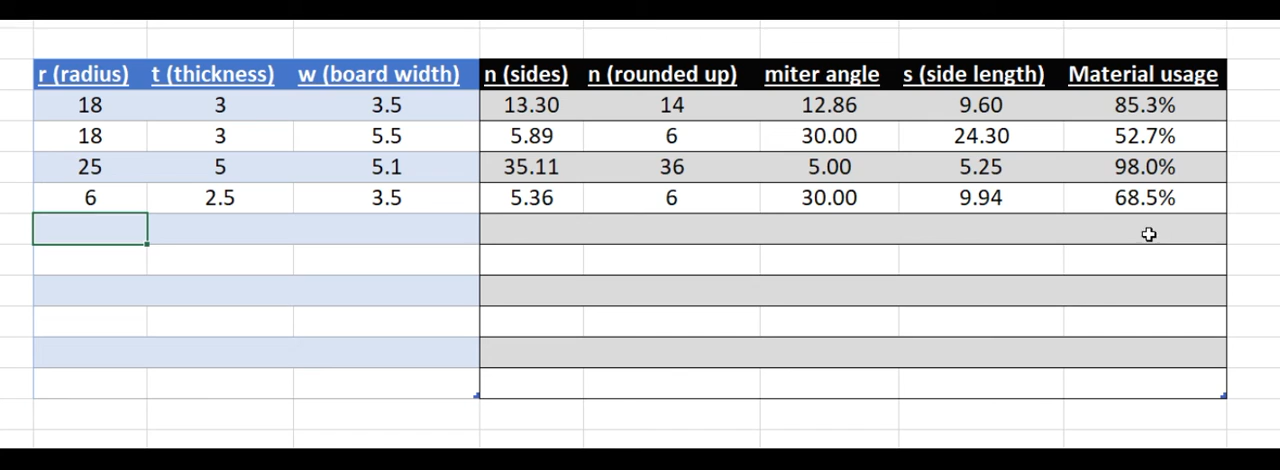 r (radius) t (thickness) w (board width) n (sides) n (rounded up) miter angle s (side length) Material usage
18 3 3.5 13.30 14 12.86 9.60 85.3%
18 3 5.5 5.89 6 30.00 24.30 52.7%
25 5 5.1 35.11 36 5.00 5.25 98.0%
6 2.5 3.5 5.36 6 30.00 9.94 68.5%